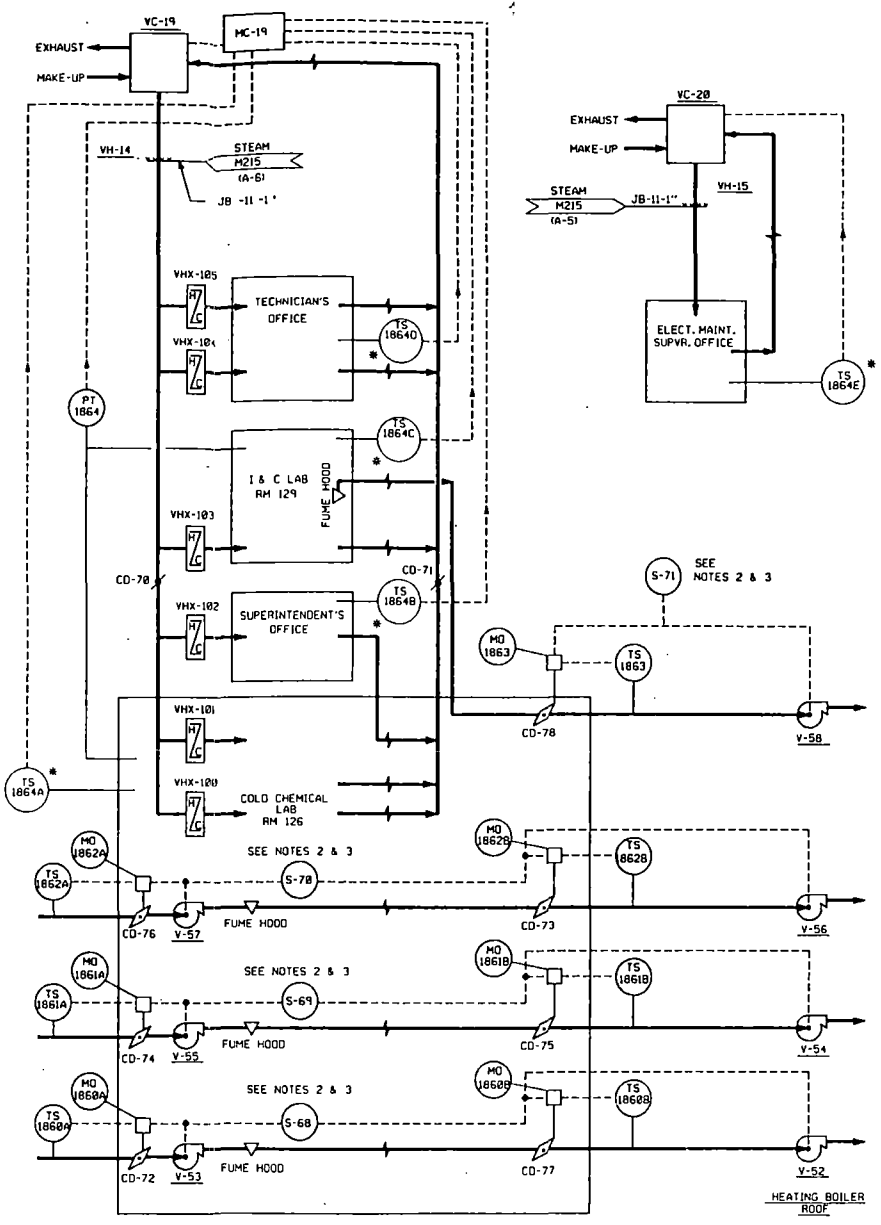 VC-19
MC-19
EXHAUST
MAKE-UP
VC-20
EXHAUST
MAKE-UP
VH-14
STEAM
M215
(A-6)
JB -11 -1"
VH-15
STEAM
M215
(A-5)
JB-11-1"
VHX-105
TECHNICIAN'S
OFFICE
H/C
TS
1864D
*
VHX-104
H/C
ELECT. MAINT.
SUPVR. OFFICE
TS
1864E
*
PT
1864
TS
1864C
*
I & C LAB
RM 129
FUME HOOD
VHX-103
H/C
CD-70
CD-71
S-71
SEE
NOTES 2 & 3
VHX-102
H/C
SUPERINTENDENT'S
OFFICE
TS
1864B
*
MO
1863
TS
1863
CD-78
V-58
VHX-101
H/C
TS
1864A
*
VHX-100
H/C
COLD CHEMICAL
LAB
RM 126
MO
1862A
SEE NOTES 2 & 3
MO
1862B
TS
1862A
S-70
TS
1862B
CD-76
V-57
FUME HOOD
CD-73
V-56
MO
1861A
SEE NOTES 2 & 3
MO
1861B
TS
1861A
S-69
TS
1861B
CD-74
V-55
FUME HOOD
CD-75
V-54
MO
1860A
SEE NOTES 2 & 3
MO
1860B
TS
1860A
S-68
TS
1860B
CD-72
V-53
FUME HOOD
CD-77
V-52
HEATING BOILER
ROOF